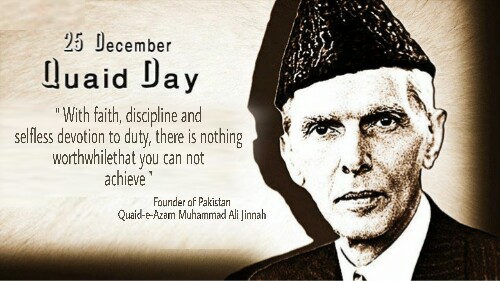 25 December
Quaid Day
" With faith, discipline and
selfless devotion to duty, there is nothing
worthwhilethat you can not
achieve "
Founder of Pakistan
Quaid-e-Azam Muhammad Ali Jinnah